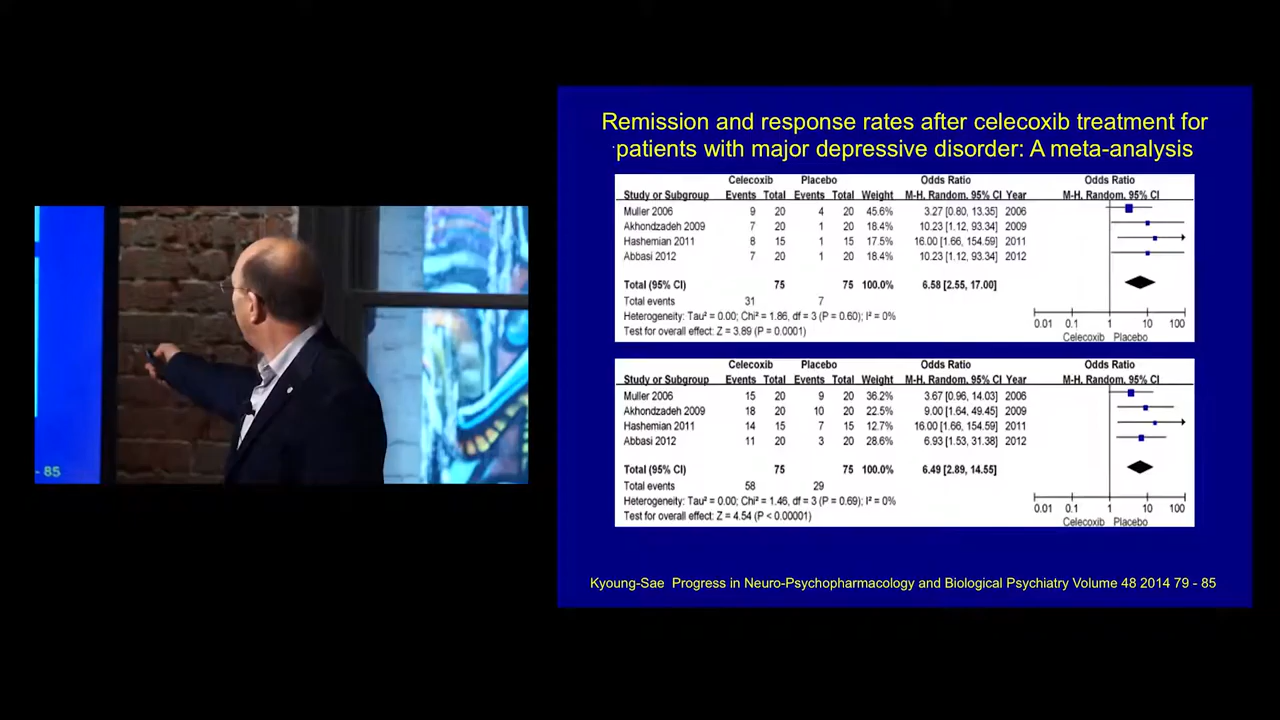 Remission and response rates after celecoxib treatment for
patients with major depressive disorder: A meta-analysis
Celecoxib Placebo Odds Ratio Odds Ratio
Study or Subgroup Events Total Events Total Weight M-H, Random, 95% CI Year M-H, Random, 95% CI
Muller 2006 9 20 4 20 45.6% 3.27 [0.80, 13.35] 2006
Akhondzadeh 2009 7 20 1 20 18.4% 10.23 [1.12, 93.34] 2009
Hashemian 2011 8 15 1 15 17.5% 16.00 [1.66, 154.59] 2011
Abbasi 2012 7 20 1 20 18.4% 10.23 [1.12, 93.34] 2012
Total (95% CI) 75 75 100.0% 6.58 [2.55, 17.00]
Total events 31 7
Heterogeneity: Tau² = 0.00; Chi² = 1.86, df = 3 (P = 0.60); I² = 0%
Test for overall effect: Z = 3.89 (P = 0.0001)
0.01 0.1 1 10 100
Celecoxib Placebo
Celecoxib Placebo Odds Ratio Odds Ratio
Study or Subgroup Events Total Events Total Weight M-H, Random, 95% CI Year M-H, Random, 95% CI
Muller 2006 15 20 9 20 36.2% 3.67 [0.96, 14.03] 2006
Akhondzadeh 2009 18 20 10 20 22.5% 9.00 [1.64, 49.45] 2009
Hashemian 2011 14 15 7 15 12.7% 16.00 [1.66, 154.59] 2011
Abbasi 2012 11 20 3 20 28.6% 6.93 [1.53, 31.38] 2012
Total (95% CI) 75 75 100.0% 6.49 [2.89, 14.55]
Total events 58 29
Heterogeneity: Tau² = 0.00; Chi² = 1.46, df = 3 (P = 0.69); I² = 0%
Test for overall effect: Z = 4.54 (P < 0.00001)
0.01 0.1 1 10 100
Celecoxib Placebo
Kyoung-Sae Progress in Neuro-Psychopharmacology and Biological Psychiatry Volume 48 2014 79 - 85
- 85